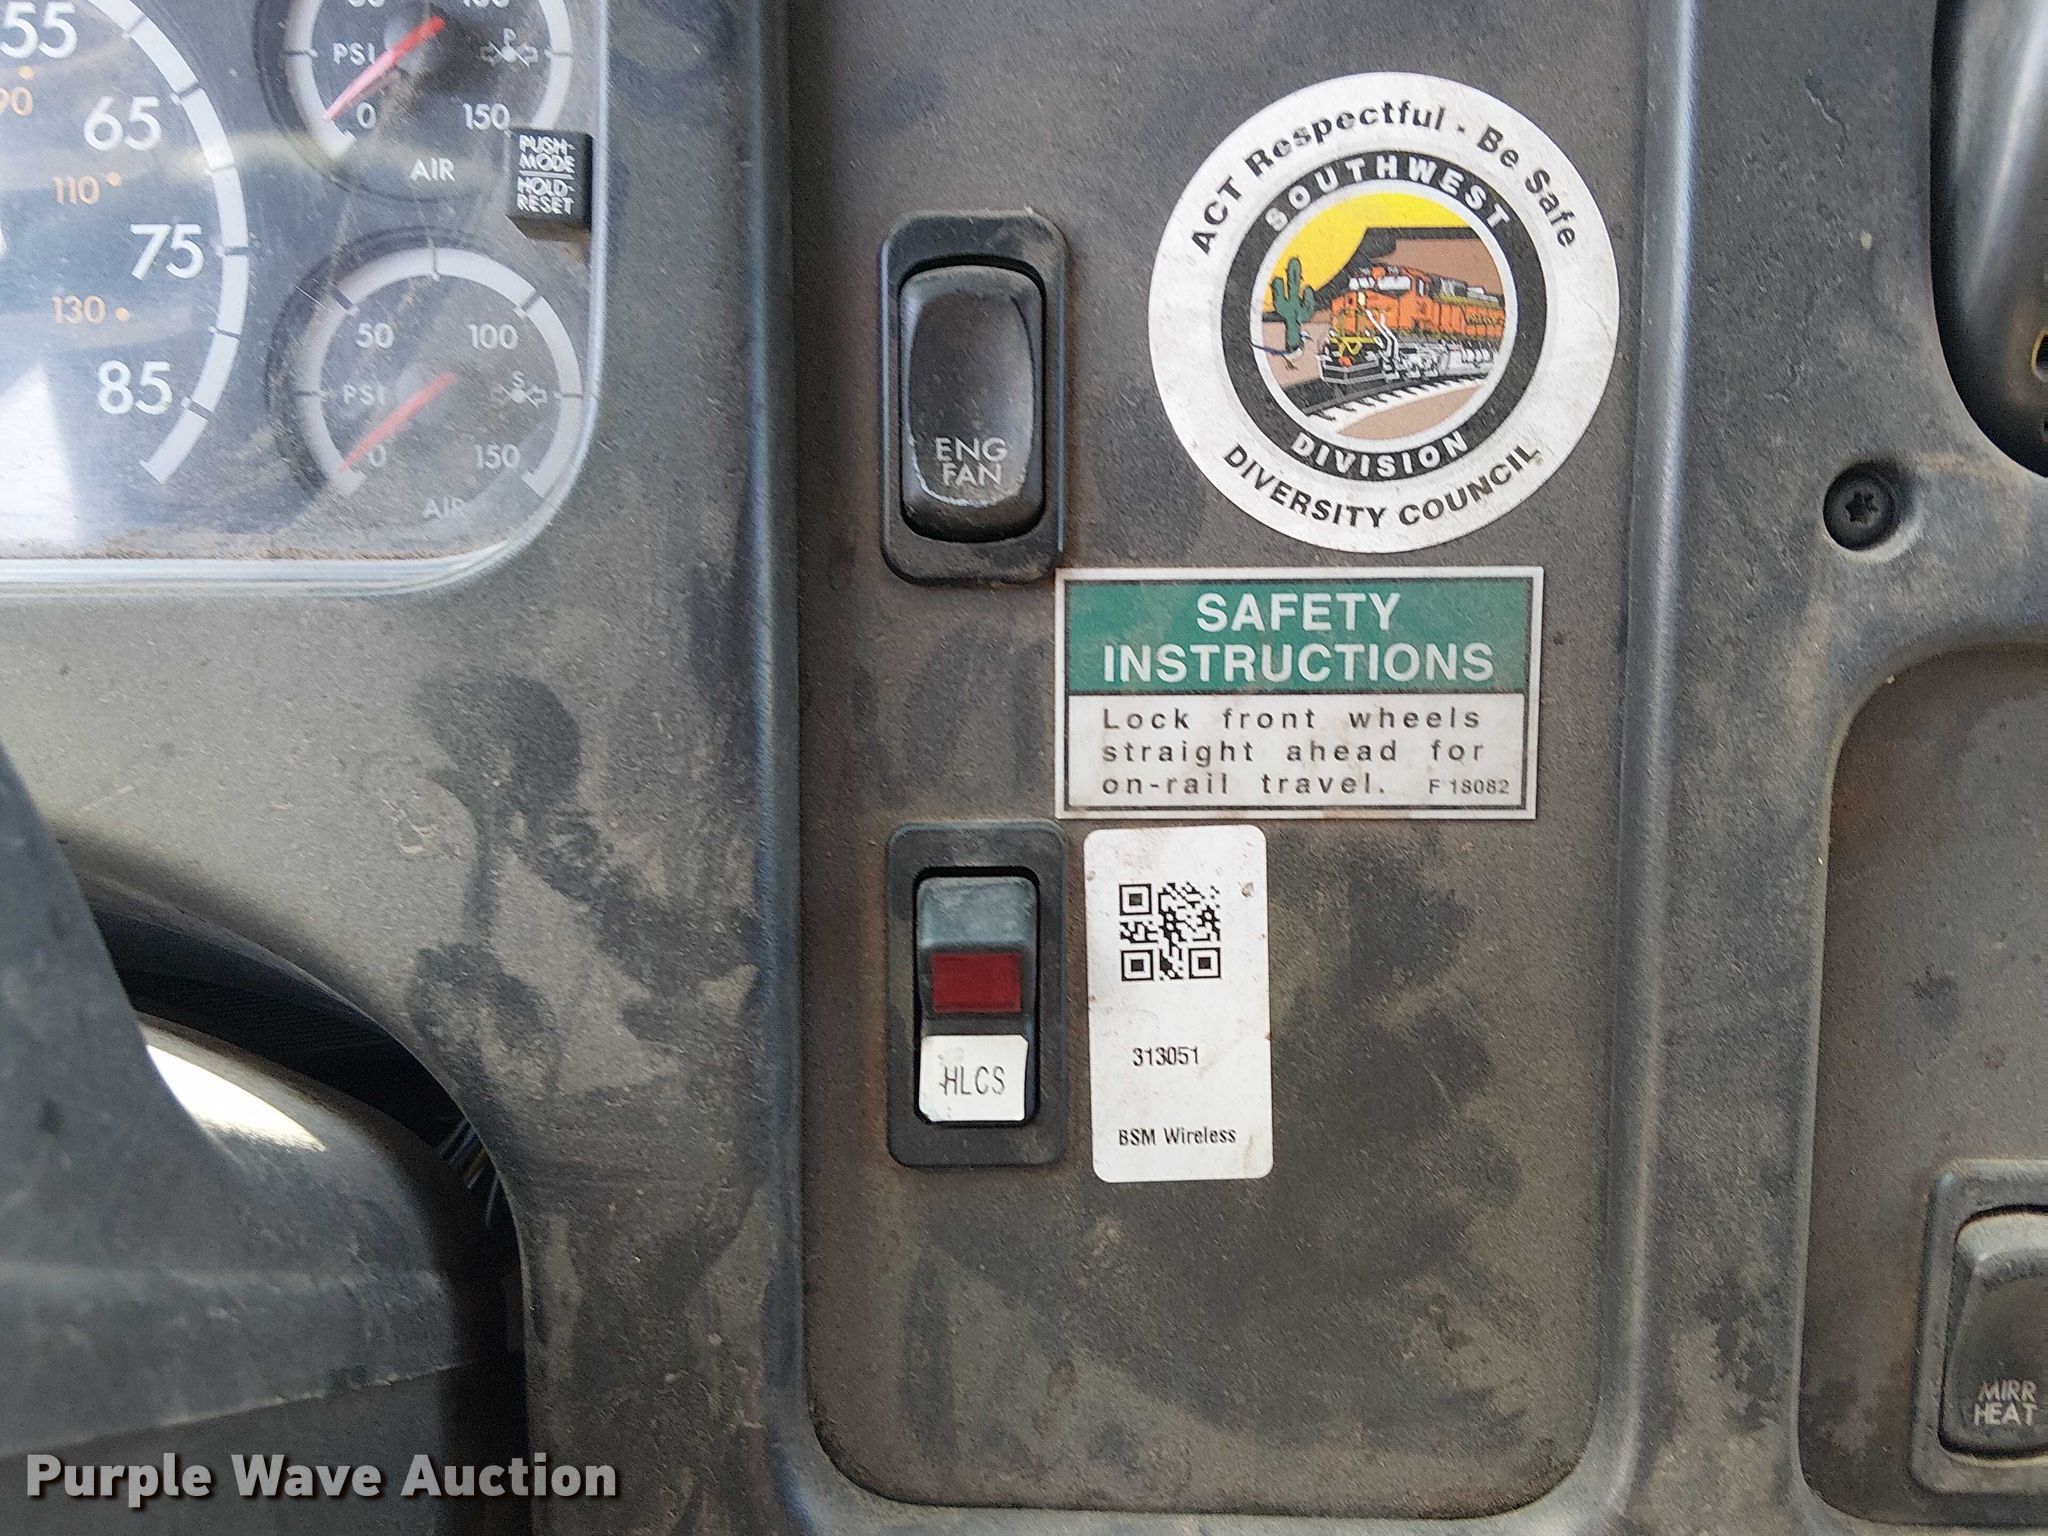 55
90
65
110
75
130
85
PSI
0
150
AIR
PUSH-
MODE
HOLD-
RESET
P
50
100
PSI
S
0
150
AIR
ENG
FAN
ACT Respectful - Be Safe
SOUTHWEST
DIVISION
DIVERSITY COUNCIL
SAFETY
INSTRUCTIONS
Lock front wheels
straight ahead for
on-rail travel. F18082
HLCS
313051
BSM Wireless
MIRR
HEAT
Purple Wave Auction